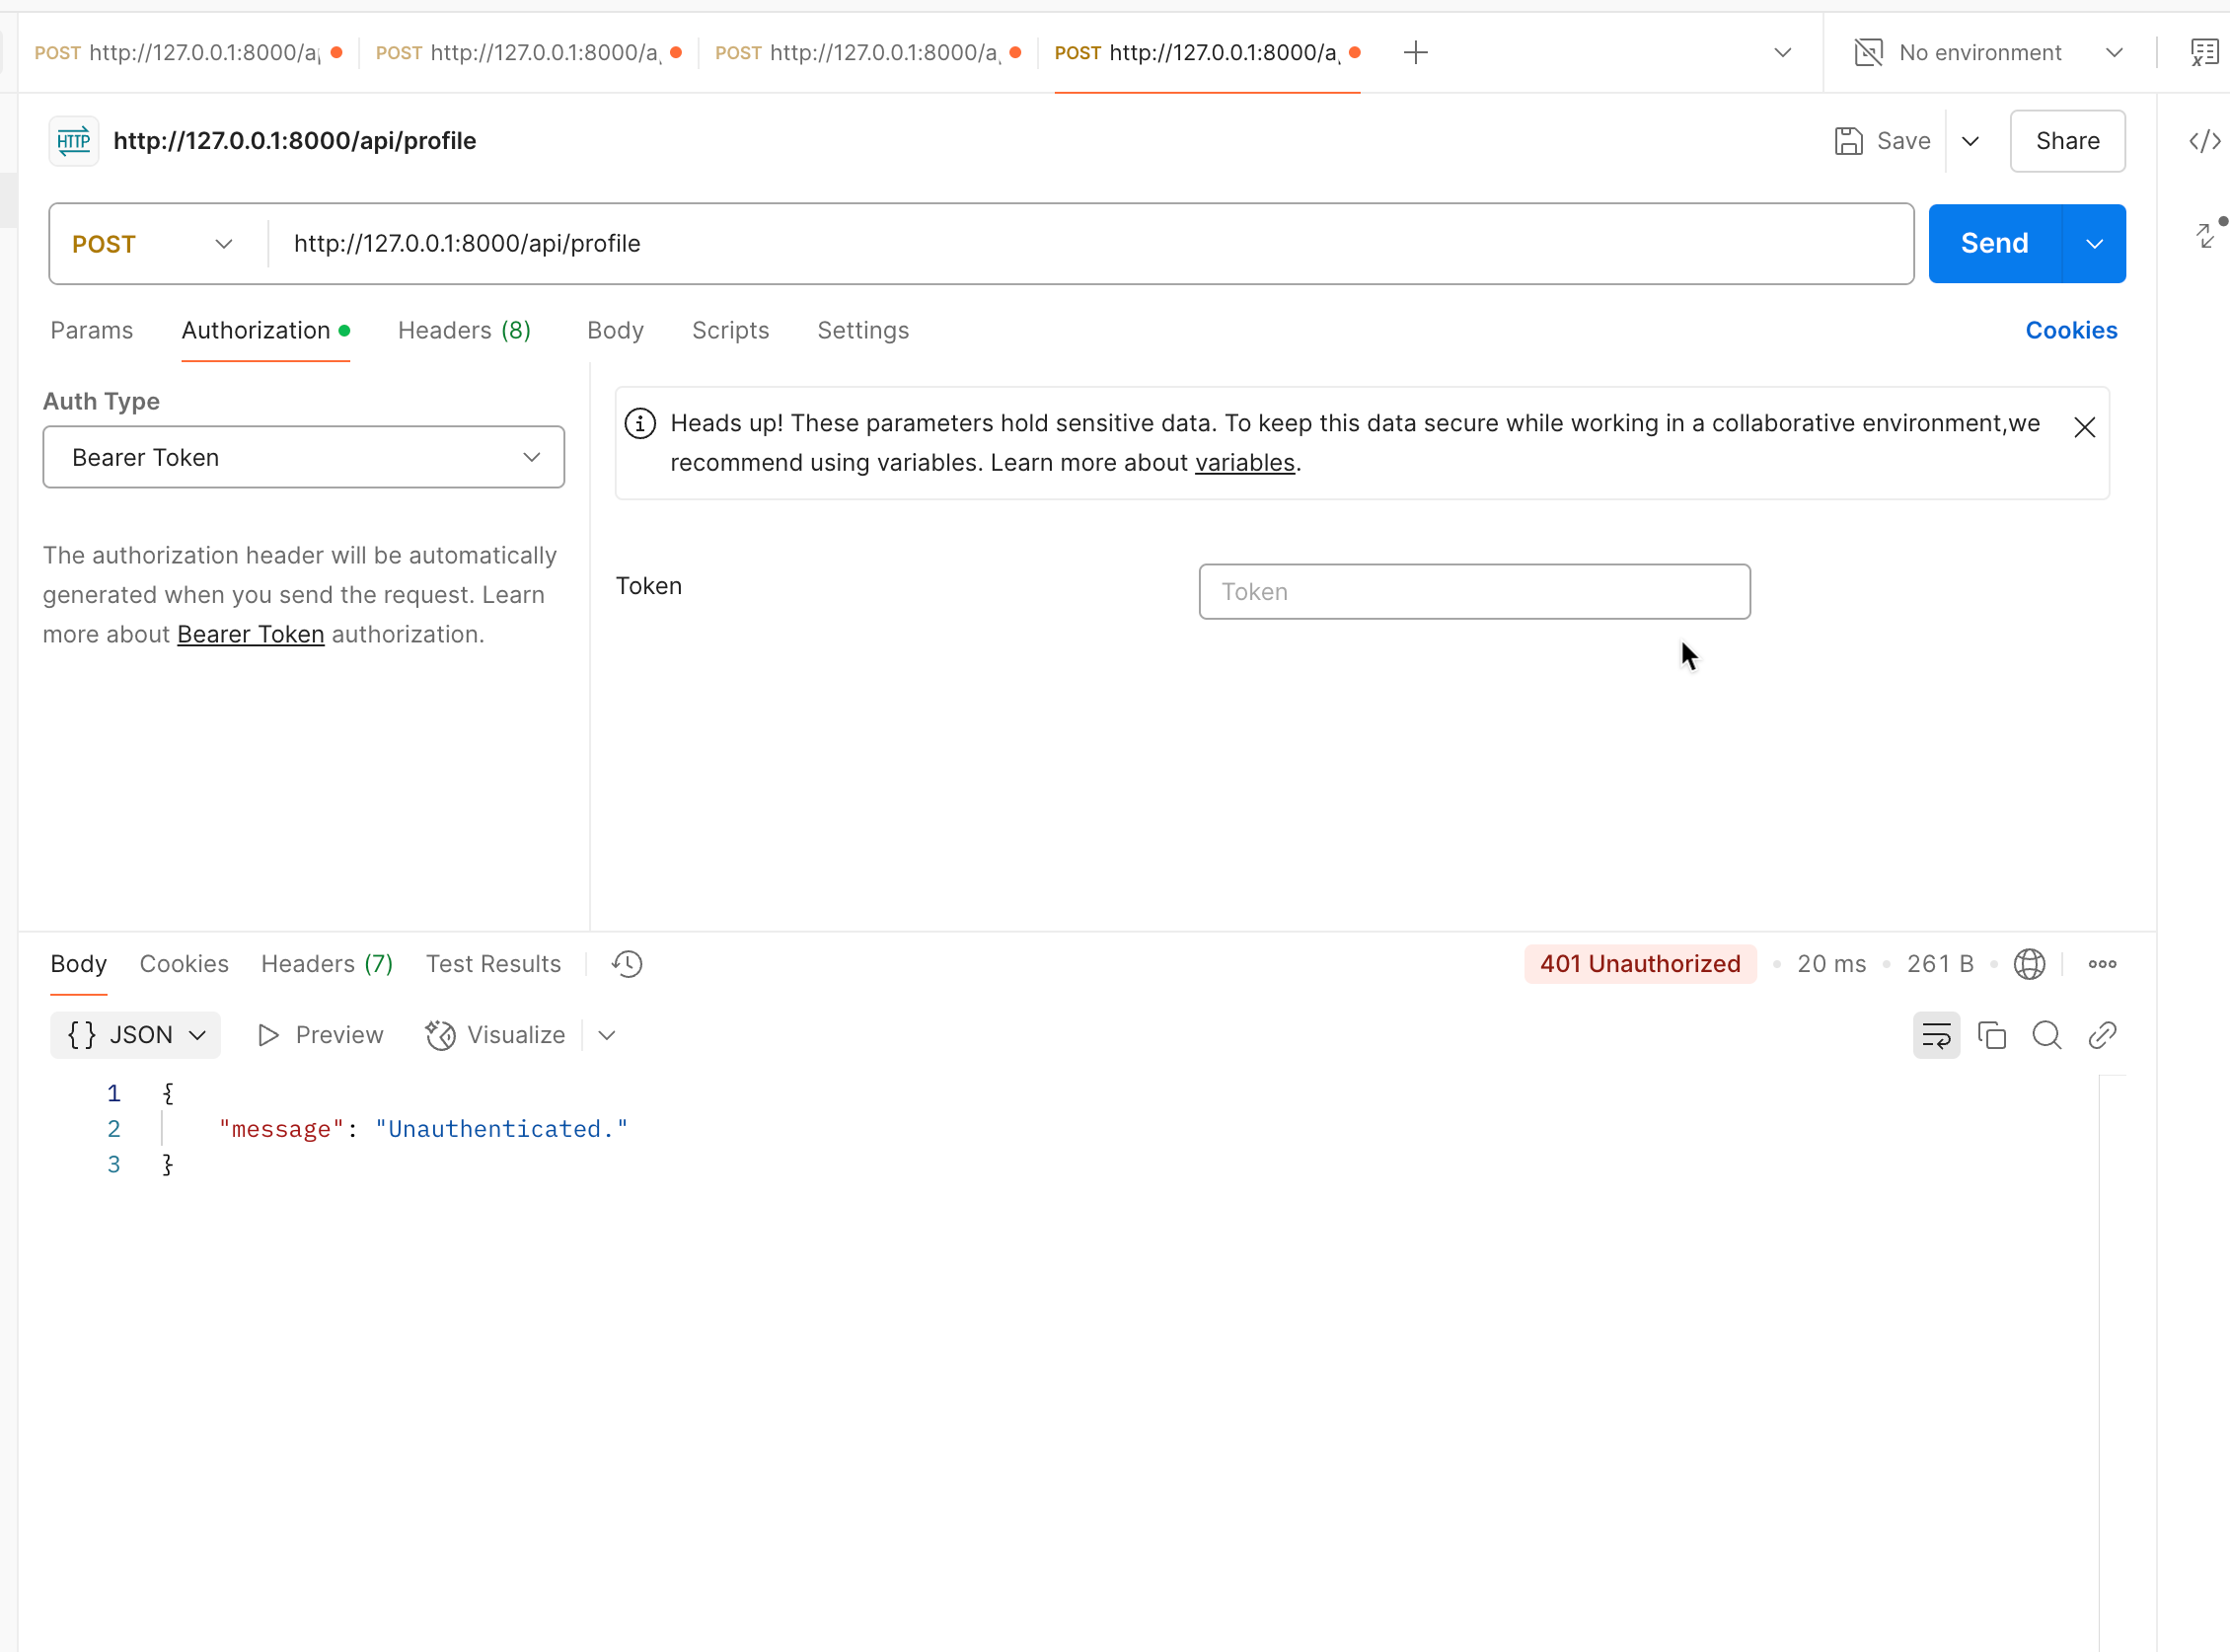 POST http://127.0.0.1:8000/a POST http://127.0.0.1:8000/a POST http://127.0.0.1:8000/a POST http://127.0.0.1:8000/a No environment
HTTP http://127.0.0.1:8000/api/profile Save Share
POST http://127.0.0.1:8000/api/profile Send
Params Authorization Headers (8) Body Scripts Settings Cookies
Auth Type
Bearer Token
The authorization header will be automatically
generated when you send the request. Learn
more about Bearer Token authorization.
Heads up! These parameters hold sensitive data. To keep this data secure while working in a collaborative environment,we
recommend using variables. Learn more about variables.
Token Token
Body Cookies Headers (7) Test Results 401 Unauthorized 20 ms 261 B
{} JSON Preview Visualize
1 {
2 "message": "Unauthenticated."
3 }